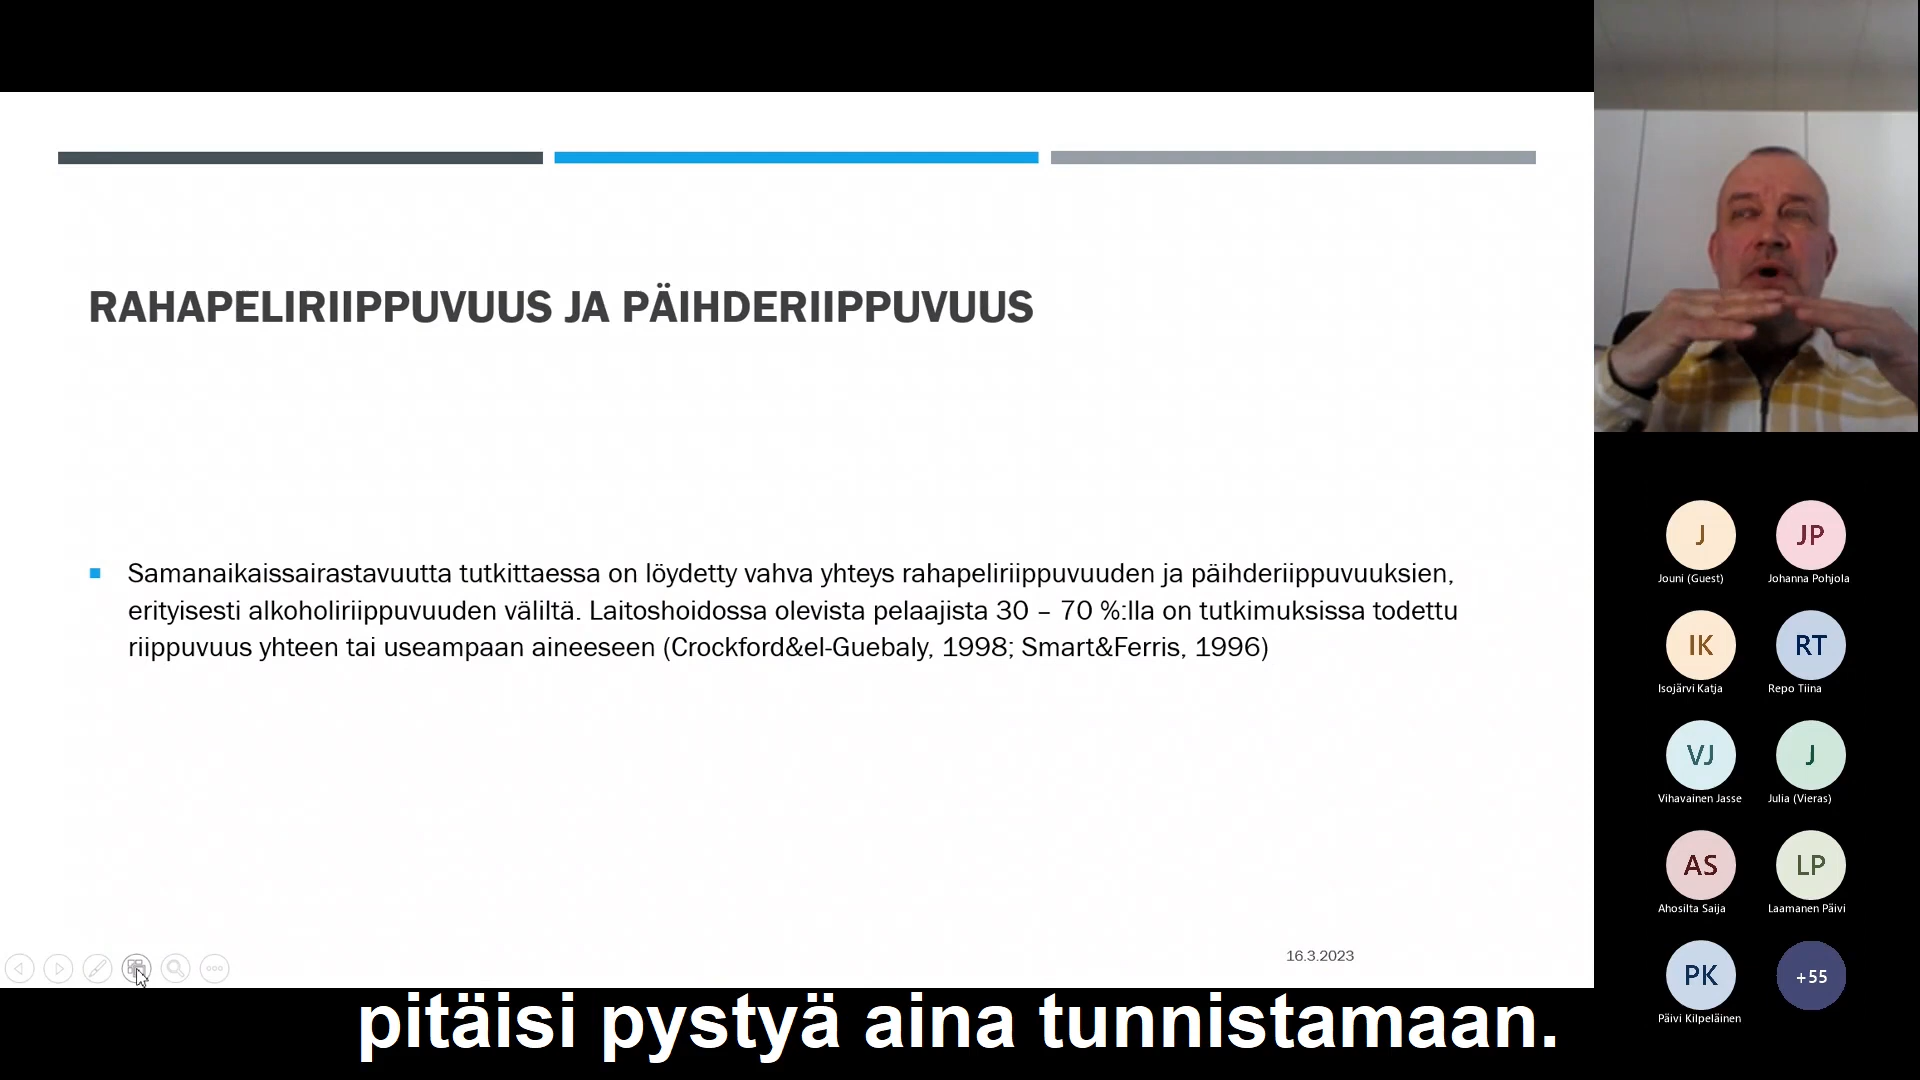 RAHAPELIRIIPPUVUUS JA PÄIHDERIIPPUVUUS
Samanaikaissairastavuutta tutkittaessa on löydetty vahva yhteys rahapeliriippuvuuden ja päihderiippuvuuksien,
erityisesti alkoholiriippuvuuden väliltä. Laitoshoidossa olevista pelaajista 30 – 70 %:lla on tutkimuksissa todettu
riippuvuus yhteen tai useampaan aineeseen (Crockford&el-Guebaly, 1998; Smart&Ferris, 1996)
16.3.2023
pitäisi pystyä aina tunnistamaan.
J
JP
Jouni (Guest)
Johanna Pohjola
IK
RT
Isojärvi Katja
Repo Tiina
VJ
J
Vihavainen Jasse
Julia (Vieras)
AS
LP
Ahosilta Saija
Laamanen Päivi
PK
+55
Päivi Kilpeläinen